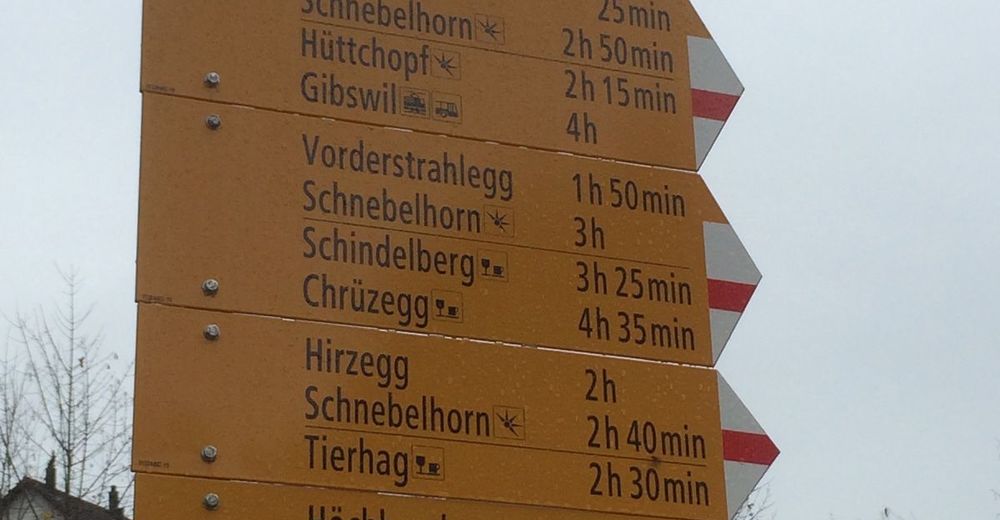 25min
Schnebelhorn 2h 50min
Hüttchopf 2h 15min
Gibswil 4h
Vorderstrahlegg 1h 50min
Schnebelhorn 3h
Schindelberg 3h 25min
Chrüzegg 4h 35min
Hirzegg 2h
Schnebelhorn 2h 40min
Tierhag 2h 30min